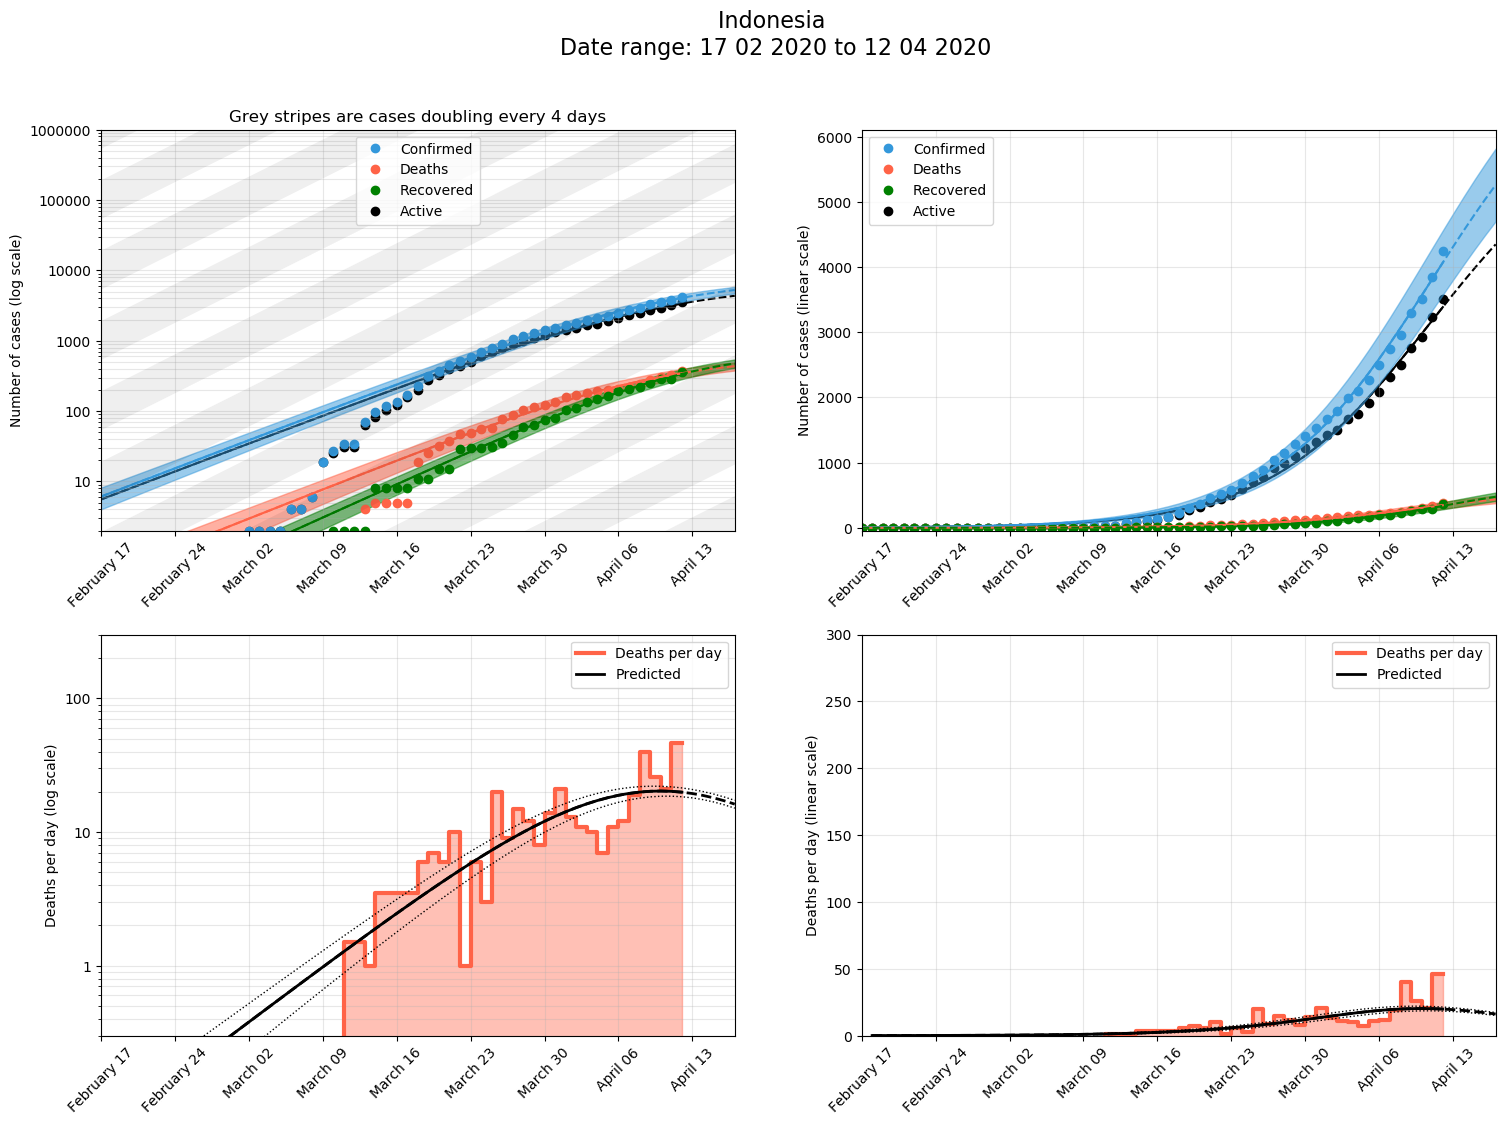 Indonesia
Date range: 17 02 2020 to 12 04 2020
Grey stripes are cases doubling every 4 days
Number of cases (log scale)
1000000
100000
10000
1000
100
10
Confirmed
Deaths
Recovered
Active
February 17
February 24
March 02
March 09
March 16
March 23
March 30
April 06
April 13
Number of cases (linear scale)
6000
5000
4000
3000
2000
1000
0
Confirmed
Deaths
Recovered
Active
February 17
February 24
March 02
March 09
March 16
March 23
March 30
April 06
April 13
Deaths per day (log scale)
100
10
1
Deaths per day
Predicted
February 17
February 24
March 02
March 09
March 16
March 23
March 30
April 06
April 13
Deaths per day (linear scale)
300
250
200
150
100
50
0
Deaths per day
Predicted
February 17
February 24
March 02
March 09
March 16
March 23
March 30
April 06
April 13